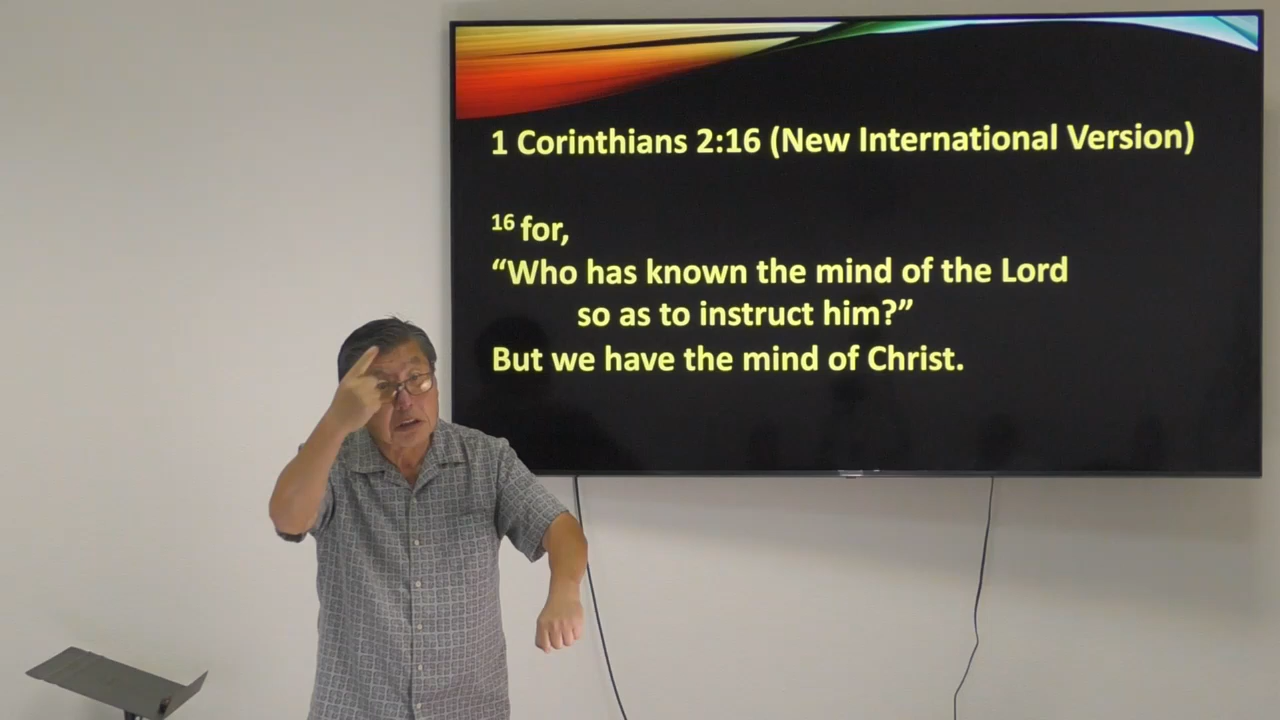 1 Corinthians 2:16 (New International Version)
16 for,
“Who has known the mind of the Lord
so as to instruct him?”
But we have the mind of Christ.